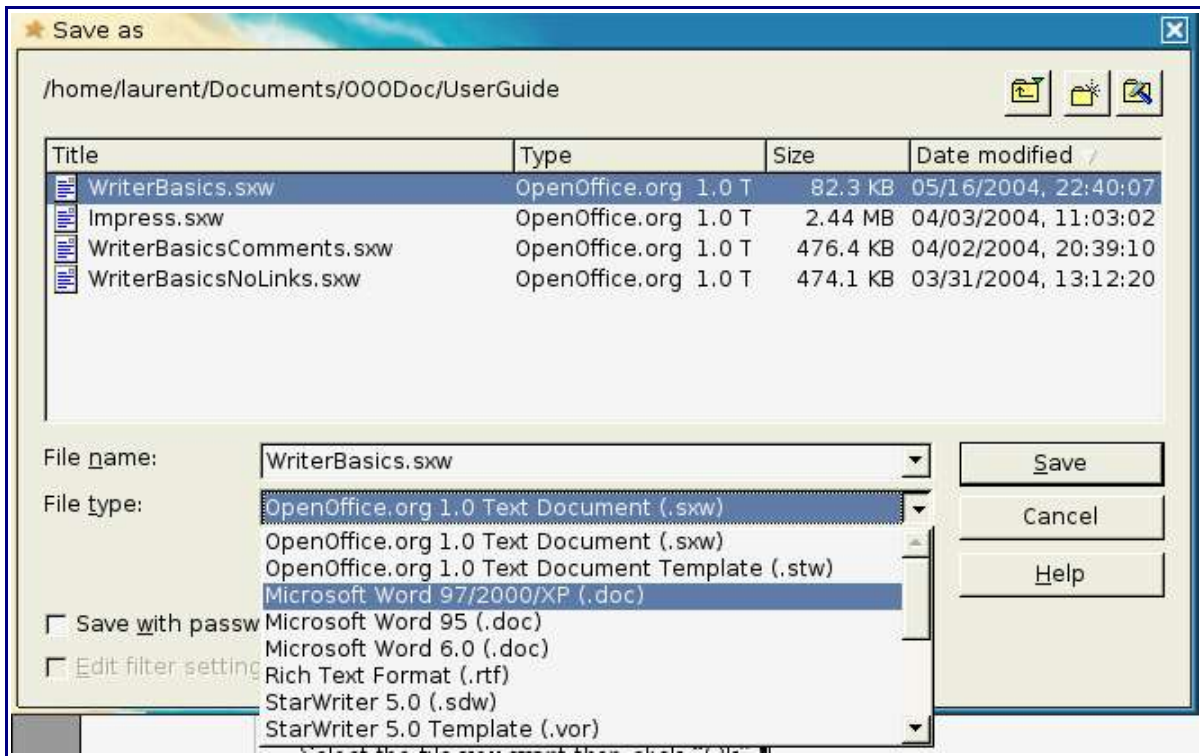 Save as
/home/laurent/Documents/OOODoc/UserGuide
Title Type Size Date modified
WriterBasics.sxw OpenOffice.org 1.0 T 82.3 KB 05/16/2004, 22:40:07
Impress.sxw OpenOffice.org 1.0 T 2.44 MB 04/03/2004, 11:03:02
WriterBasicsComments.sxw OpenOffice.org 1.0 T 476.4 KB 04/02/2004, 20:39:10
WriterBasicsNoLinks.sxw OpenOffice.org 1.0 T 474.1 KB 03/31/2004, 13:12:20
File name: WriterBasics.sxw Save
File type: OpenOffice.org 1.0 Text Document (.sxw) Cancel
OpenOffice.org 1.0 Text Document (.sxw)
OpenOffice.org 1.0 Text Document Template (.stw)
Help
Microsoft Word 97/2000/XP (.doc)
Save with passw Microsoft Word 95 (.doc)
Microsoft Word 6.0 (.doc)
Edit filter setting Rich Text Format (.rtf)
StarWriter 5.0 (.sdw)
StarWriter 5.0 Template (.vor)